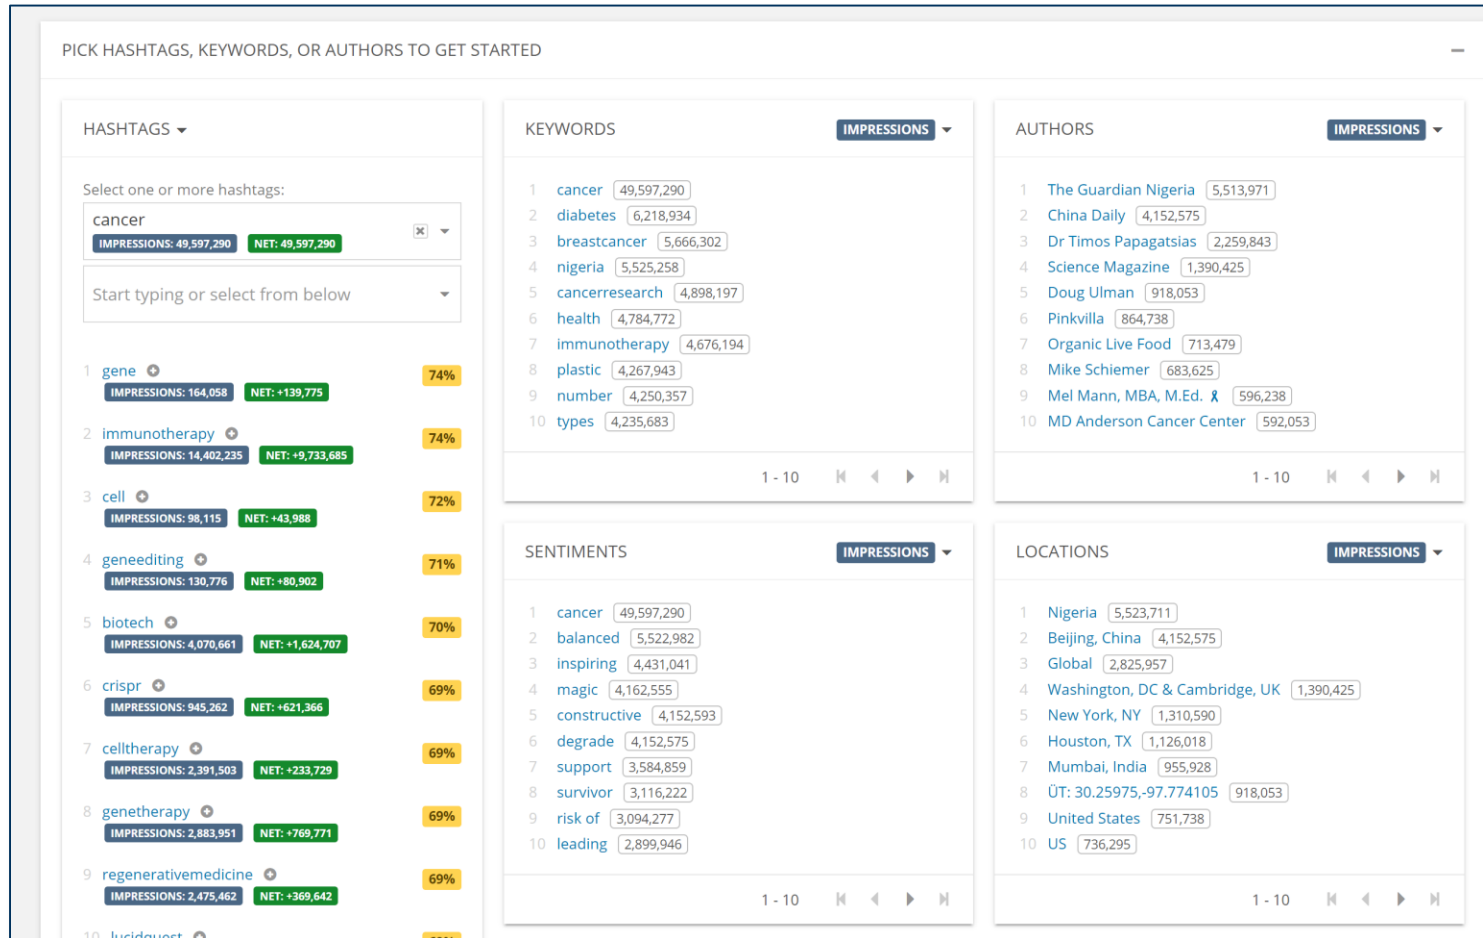 PICK HASHTAGS, KEYWORDS, OR AUTHORS TO GET STARTED
HASHTAGS
Select one or more hashtags:
cancer
IMPRESSIONS: 49,597,290 NET: 49,597,290
Start typing or select from below
1 gene 74%
IMPRESSIONS: 164,058 NET: +139,775
2 immunotherapy 74%
IMPRESSIONS: 14,402,235 NET: +9,733,685
3 cell 72%
IMPRESSIONS: 98,115 NET: +43,988
4 geneediting 71%
IMPRESSIONS: 130,776 NET: +80,902
5 biotech 70%
IMPRESSIONS: 4,070,661 NET: +1,624,707
6 crispr 69%
IMPRESSIONS: 945,262 NET: +621,366
7 celltherapy 69%
IMPRESSIONS: 2,391,503 NET: +233,729
8 genetherapy 69%
IMPRESSIONS: 2,883,951 NET: +769,771
9 regenerativemedicine 69%
IMPRESSIONS: 2,475,462 NET: +369,642
10 lucidquest
KEYWORDS IMPRESSIONS
1 cancer 49,597,290
2 diabetes 6,218,934
3 breastcancer 5,666,302
4 nigeria 5,525,258
5 cancerresearch 4,898,197
6 health 4,784,772
7 immunotherapy 4,676,194
8 plastic 4,267,943
9 number 4,250,357
10 types 4,235,683
1 - 10
AUTHORS IMPRESSIONS
1 The Guardian Nigeria 5,513,971
2 China Daily 4,152,575
3 Dr Timos Papagatsias 2,259,843
4 Science Magazine 1,390,425
5 Doug Ulman 918,053
6 Pinkvilla 864,738
7 Organic Live Food 713,479
8 Mike Schiemer 683,625
9 Mel Mann, MBA, M.Ed. 596,238
10 MD Anderson Cancer Center 592,053
1 - 10
SENTIMENTS IMPRESSIONS
1 cancer 49,597,290
2 balanced 5,522,982
3 inspiring 4,431,041
4 magic 4,162,555
5 constructive 4,152,593
6 degrade 4,152,575
7 support 3,584,859
8 survivor 3,116,222
9 risk of 3,094,277
10 leading 2,899,946
1 - 10
LOCATIONS IMPRESSIONS
1 Nigeria 5,523,711
2 Beijing, China 4,152,575
3 Global 2,825,957
4 Washington, DC & Cambridge, UK 1,390,425
5 New York, NY 1,310,590
6 Houston, TX 1,126,018
7 Mumbai, India 955,928
8 ÜT: 30.25975,-97.774105 918,053
9 United States 751,738
10 US 736,295
1 - 10